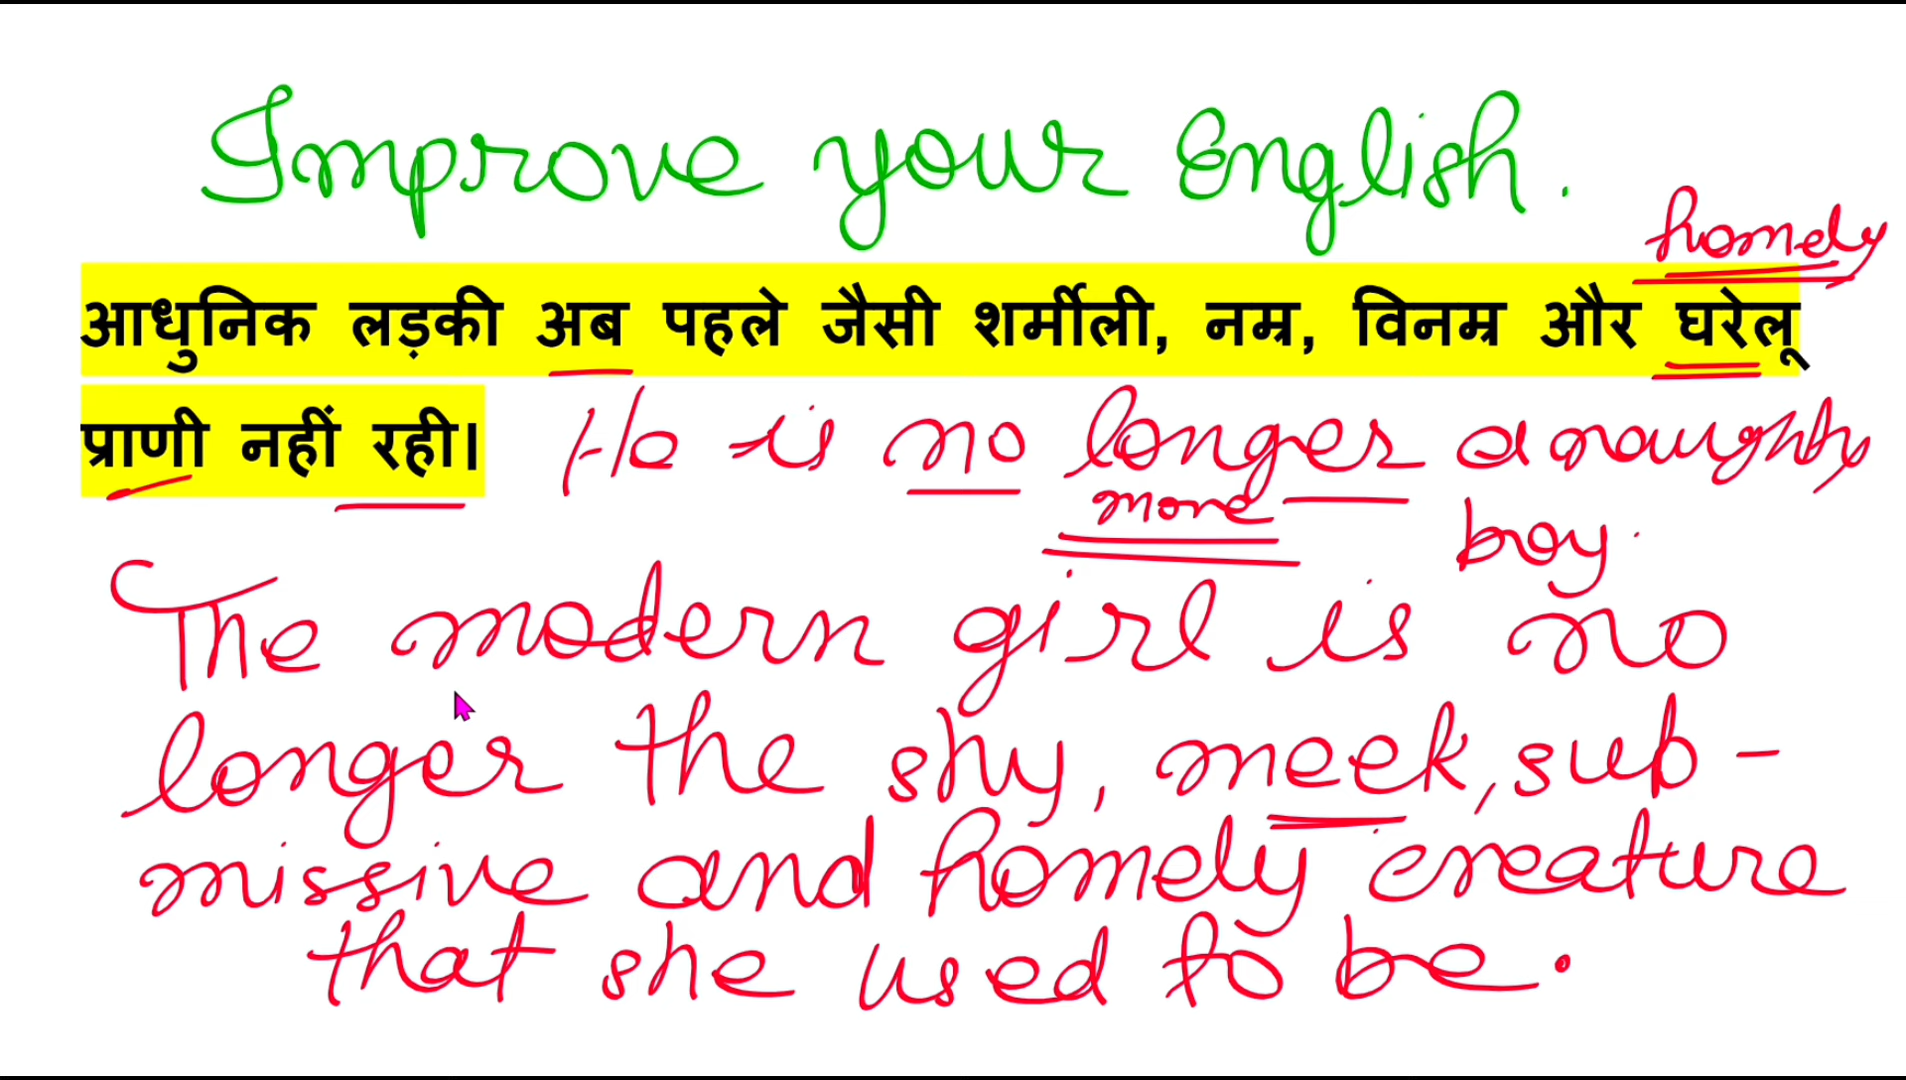 Improve your English.
homely
आधुनिक लड़की अब पहले जैसी शर्मीली, नम्र, विनम्र और घरेलू
प्राणी नहीं रही। He is no longer a naughty
more boy.
The modern girl is no
longer the shy, meek, sub-
missive and homely creature
that she used to be.